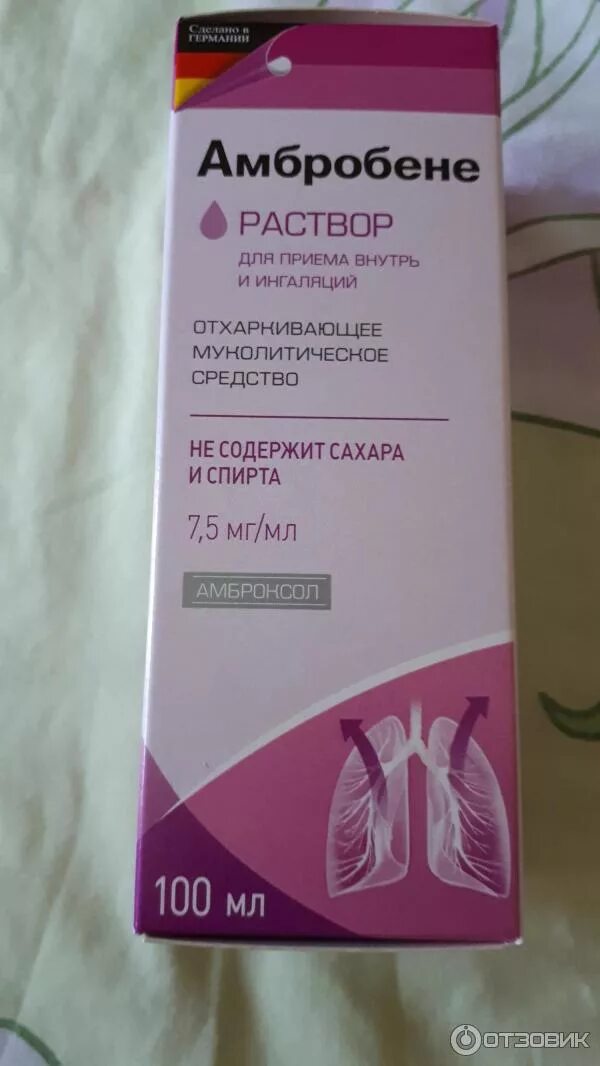 Сделано в
ГЕРМАНИИ
Амбробене
РАСТВОР
ДЛЯ ПРИЕМА ВНУТРЬ
И ИНГАЛЯЦИЙ
ОТХАРКИВАЮЩЕЕ
МУКОЛИТИЧЕСКОЕ
СРЕДСТВО
НЕ СОДЕРЖИТ САХАРА
И СПИРТА
7,5 мг/мл
АМБРОКСОЛ
100 мл
ОТЗОВИК